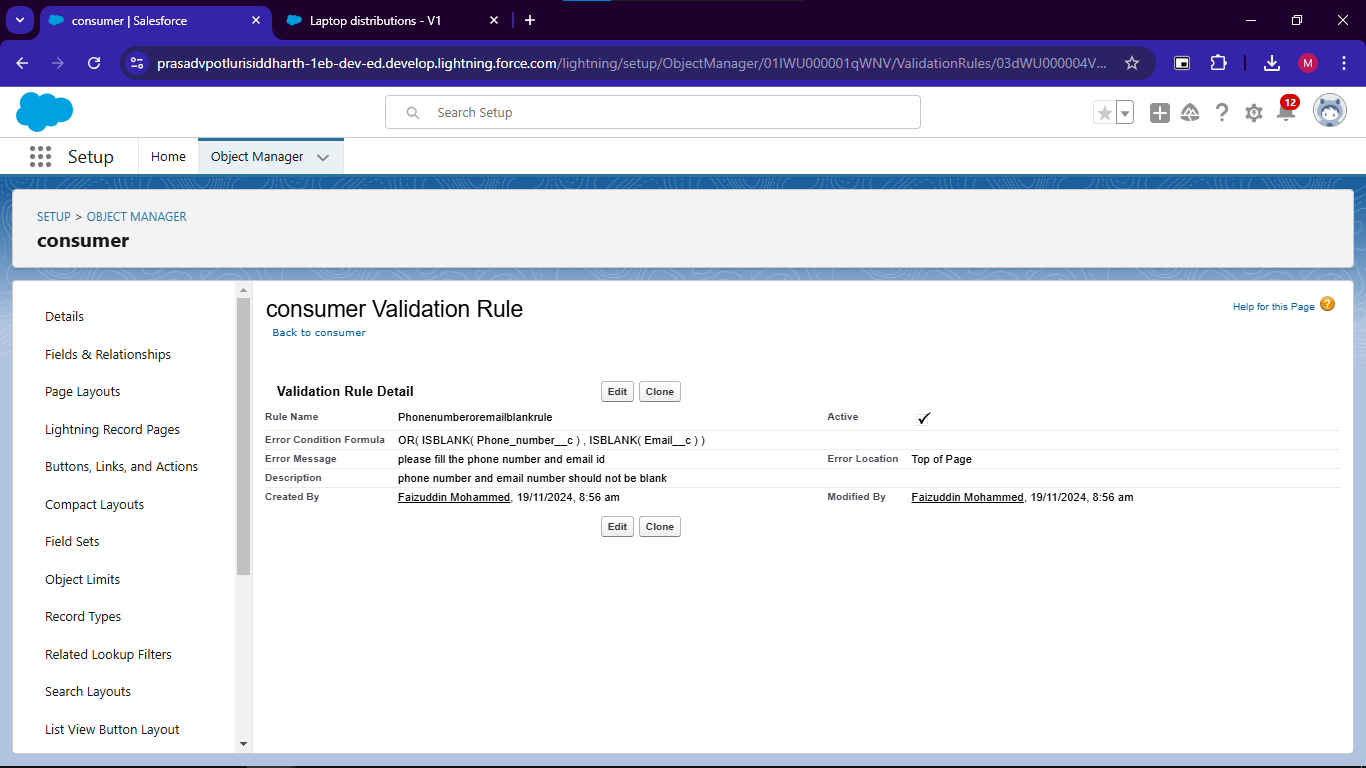 consumer | Salesforce
Laptop distributions - V1
prasadvpotlurisiddharth-1eb-dev-ed.develop.lightning.force.com/lightning/setup/ObjectManager/01IWU000001qWNV/ValidationRules/03dWU000004V...
M
Search Setup
12
Setup
Home
Object Manager
SETUP > OBJECT MANAGER
consumer
Details
Fields & Relationships
Page Layouts
Lightning Record Pages
Buttons, Links, and Actions
Compact Layouts
Field Sets
Object Limits
Record Types
Related Lookup Filters
Search Layouts
List View Button Layout
consumer Validation Rule
Help for this Page ?
Back to consumer
Validation Rule Detail Edit Clone
Rule Name Phonenumberoremailblankrule Active
Error Condition Formula OR( ISBLANK( Phone_number__c ) , ISBLANK( Email__c ) )
Error Message please fill the phone number and email id Error Location Top of Page
Description phone number and email number should not be blank
Created By Faizuddin Mohammed, 19/11/2024, 8:56 am Modified By Faizuddin Mohammed, 19/11/2024, 8:56 am
Edit Clone